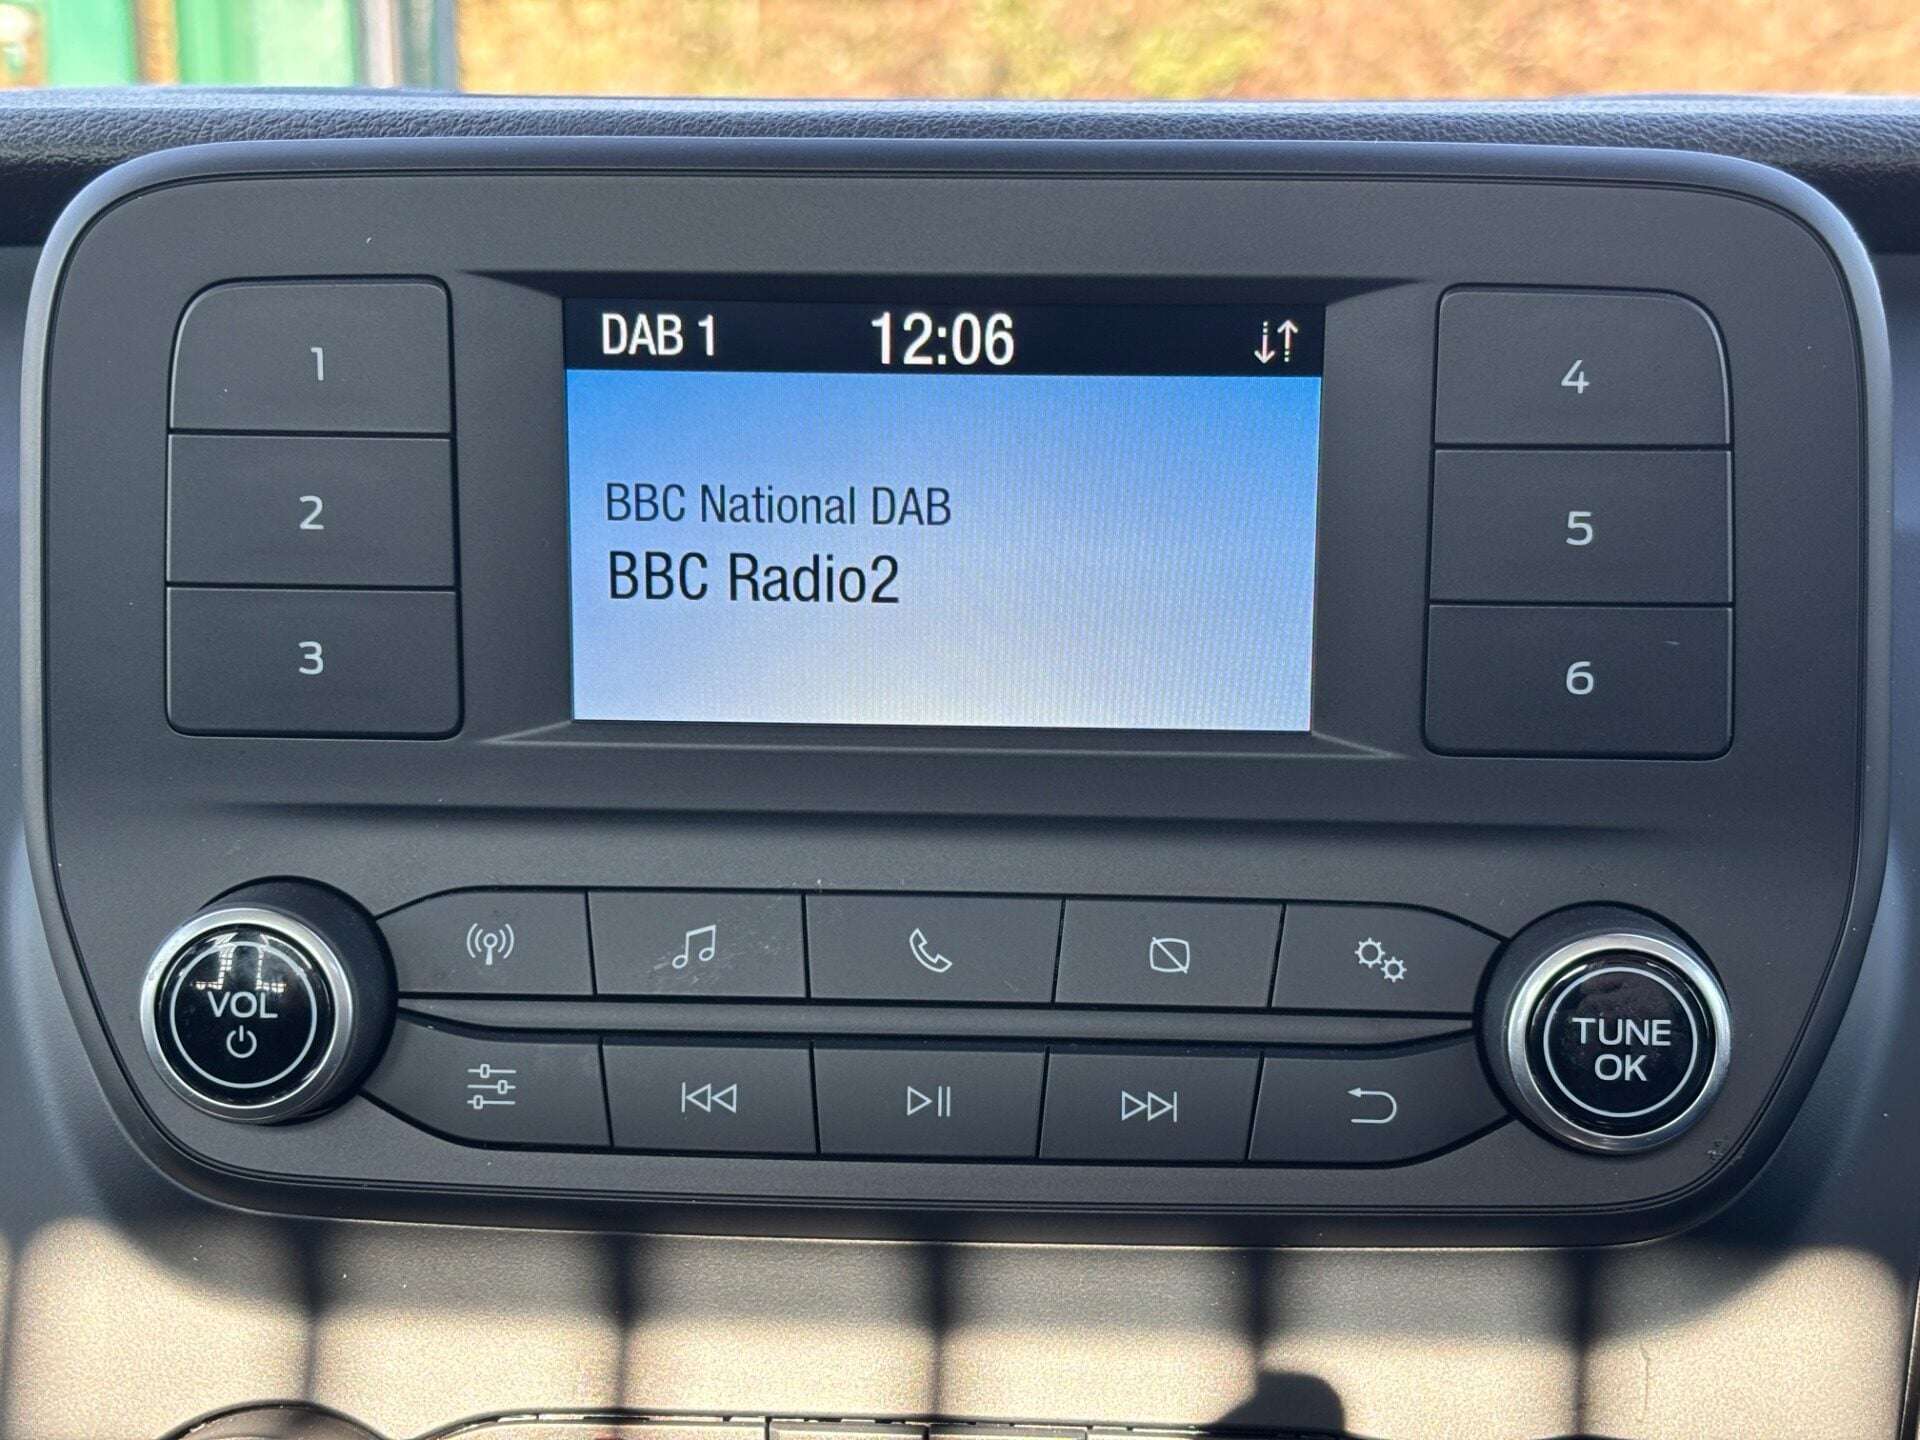 DAB 1 12:06
BBC National DAB
BBC Radio2
1
2
3
4
5
6
VOL
TUNE
OK